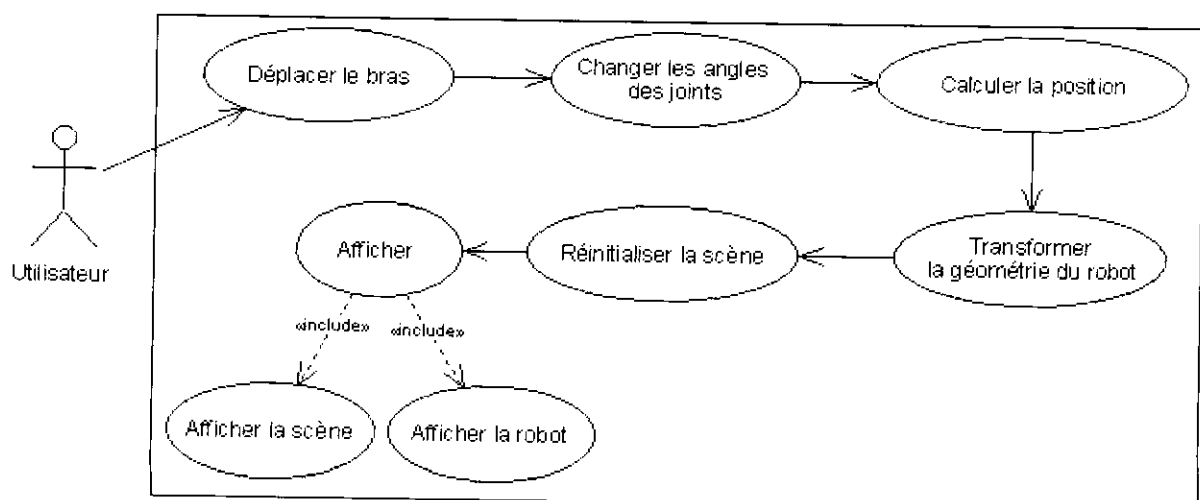 Déplacer le bras
Changer les angles
des joints
Calculer la position
Utilisateur
Afficher
Réinitialiser la scène
Transformer
la géométrie du robot
«include»
«include»
Afficher la scène
Afficher la robot